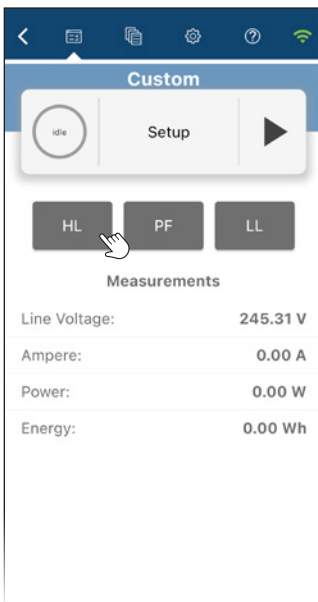 Custom
idle Setup
HL PF LL
Measurements
Line Voltage: 245.31 V
Ampere: 0.00 A
Power: 0.00 W
Energy: 0.00 Wh